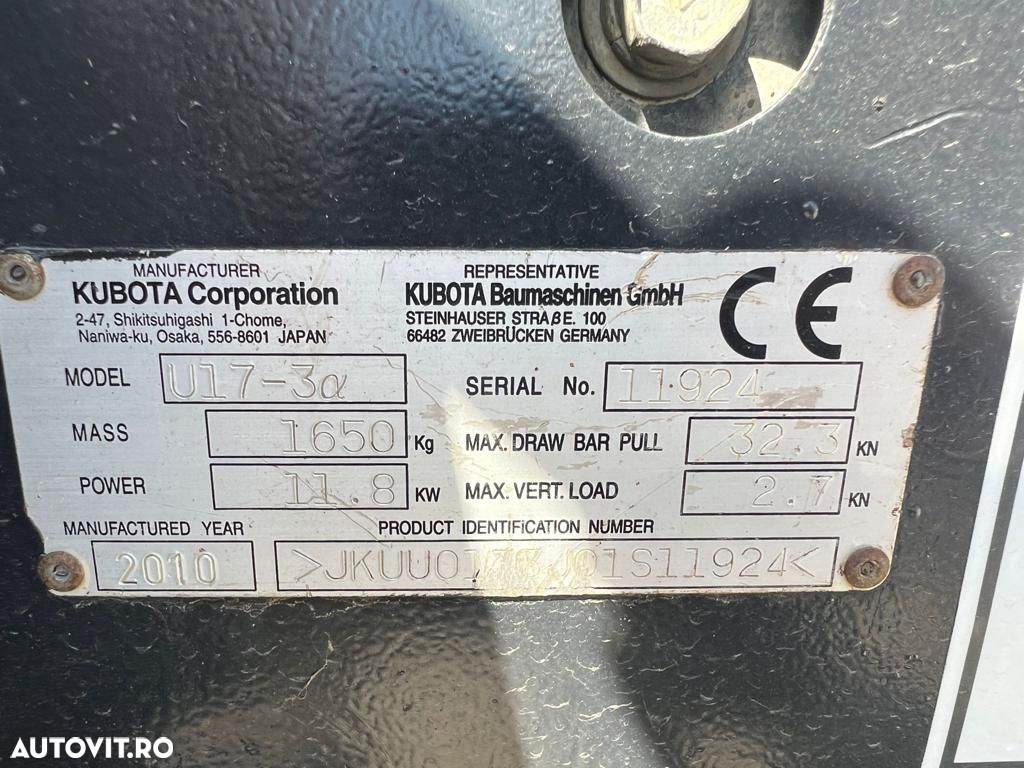 MANUFACTURER
KUBOTA Corporation
2-47, Shikitsuhigashi 1-Chome,
Naniwa-ku, Osaka, 556-8601 JAPAN
REPRESENTATIVE
KUBOTA Baumaschinen GmbH
STEINHAUSER STRAßE. 100
66482 ZWEIBRÜCKEN GERMANY
CE
MODEL U17-3α
SERIAL No. 11924
MASS 1650 Kg
MAX. DRAW BAR PULL 32.3 KN
POWER 11.8 KW
MAX. VERT. LOAD 2.7 KN
MANUFACTURED YEAR
2010
PRODUCT IDENTIFICATION NUMBER
AUTOVIT.RO